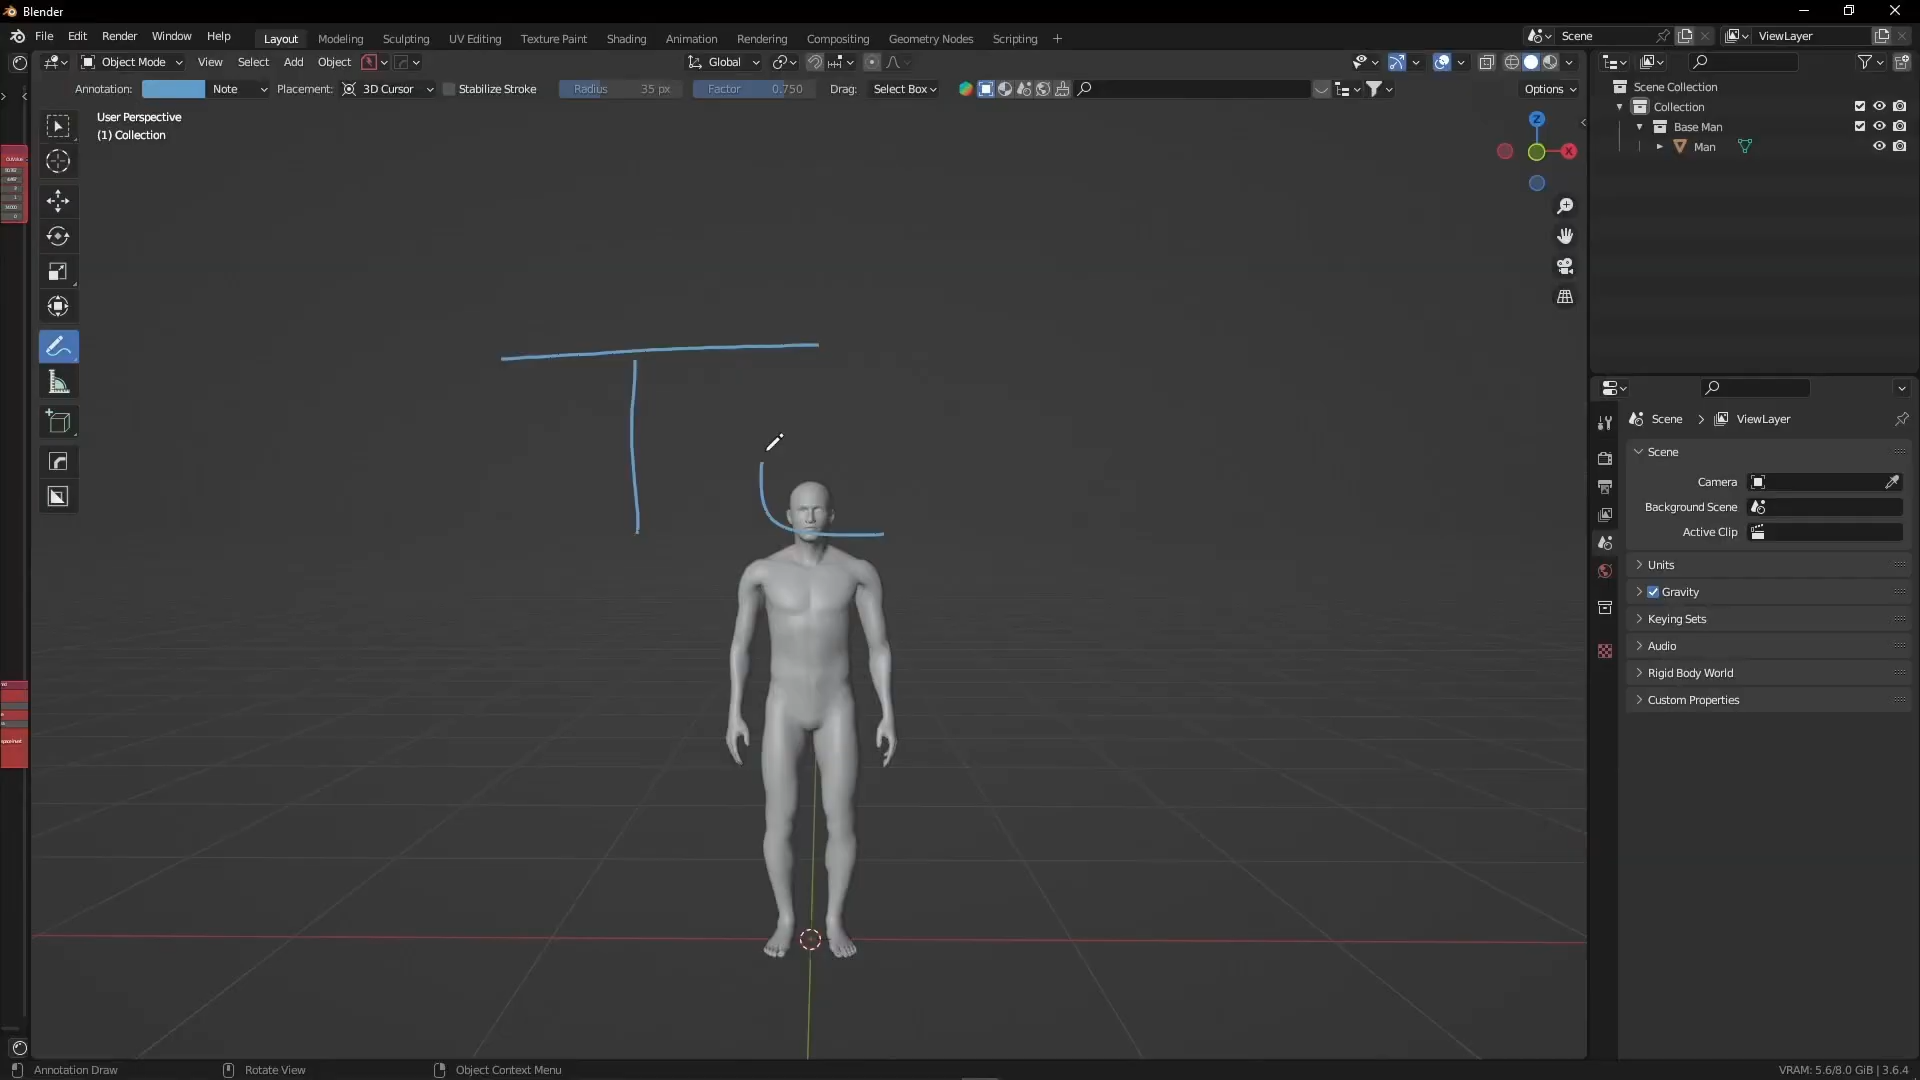 Blender
File Edit Render Window Help Layout Modeling Sculpting UV Editing Texture Paint Shading Animation Rendering Compositing Geometry Nodes Scripting + Scene ViewLayer
Object Mode View Select Add Object Global
Annotation: Note Placement: 3D Cursor Stabilize Stroke Radius 35 px Factor 0.750 Drag: Select Box Options
User Perspective
(1) Collection
Z
X
Scene Collection
Collection
Base Man
Man
Scene > ViewLayer
Scene
Camera
Background Scene
Active Clip
Units
Gravity
Keying Sets
Audio
Rigid Body World
Custom Properties
Annotation Draw Rotate View Object Context Menu VRAM: 5.6/8.0 GiB | 3.6.4